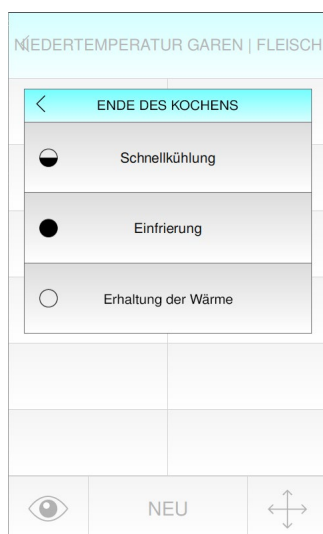 NIEDERTEMPERATUR GAREN | FLEISCH
ENDE DES KOCHENS
Schnellkühlung
Einfrierung
Erhaltung der Wärme
NEU